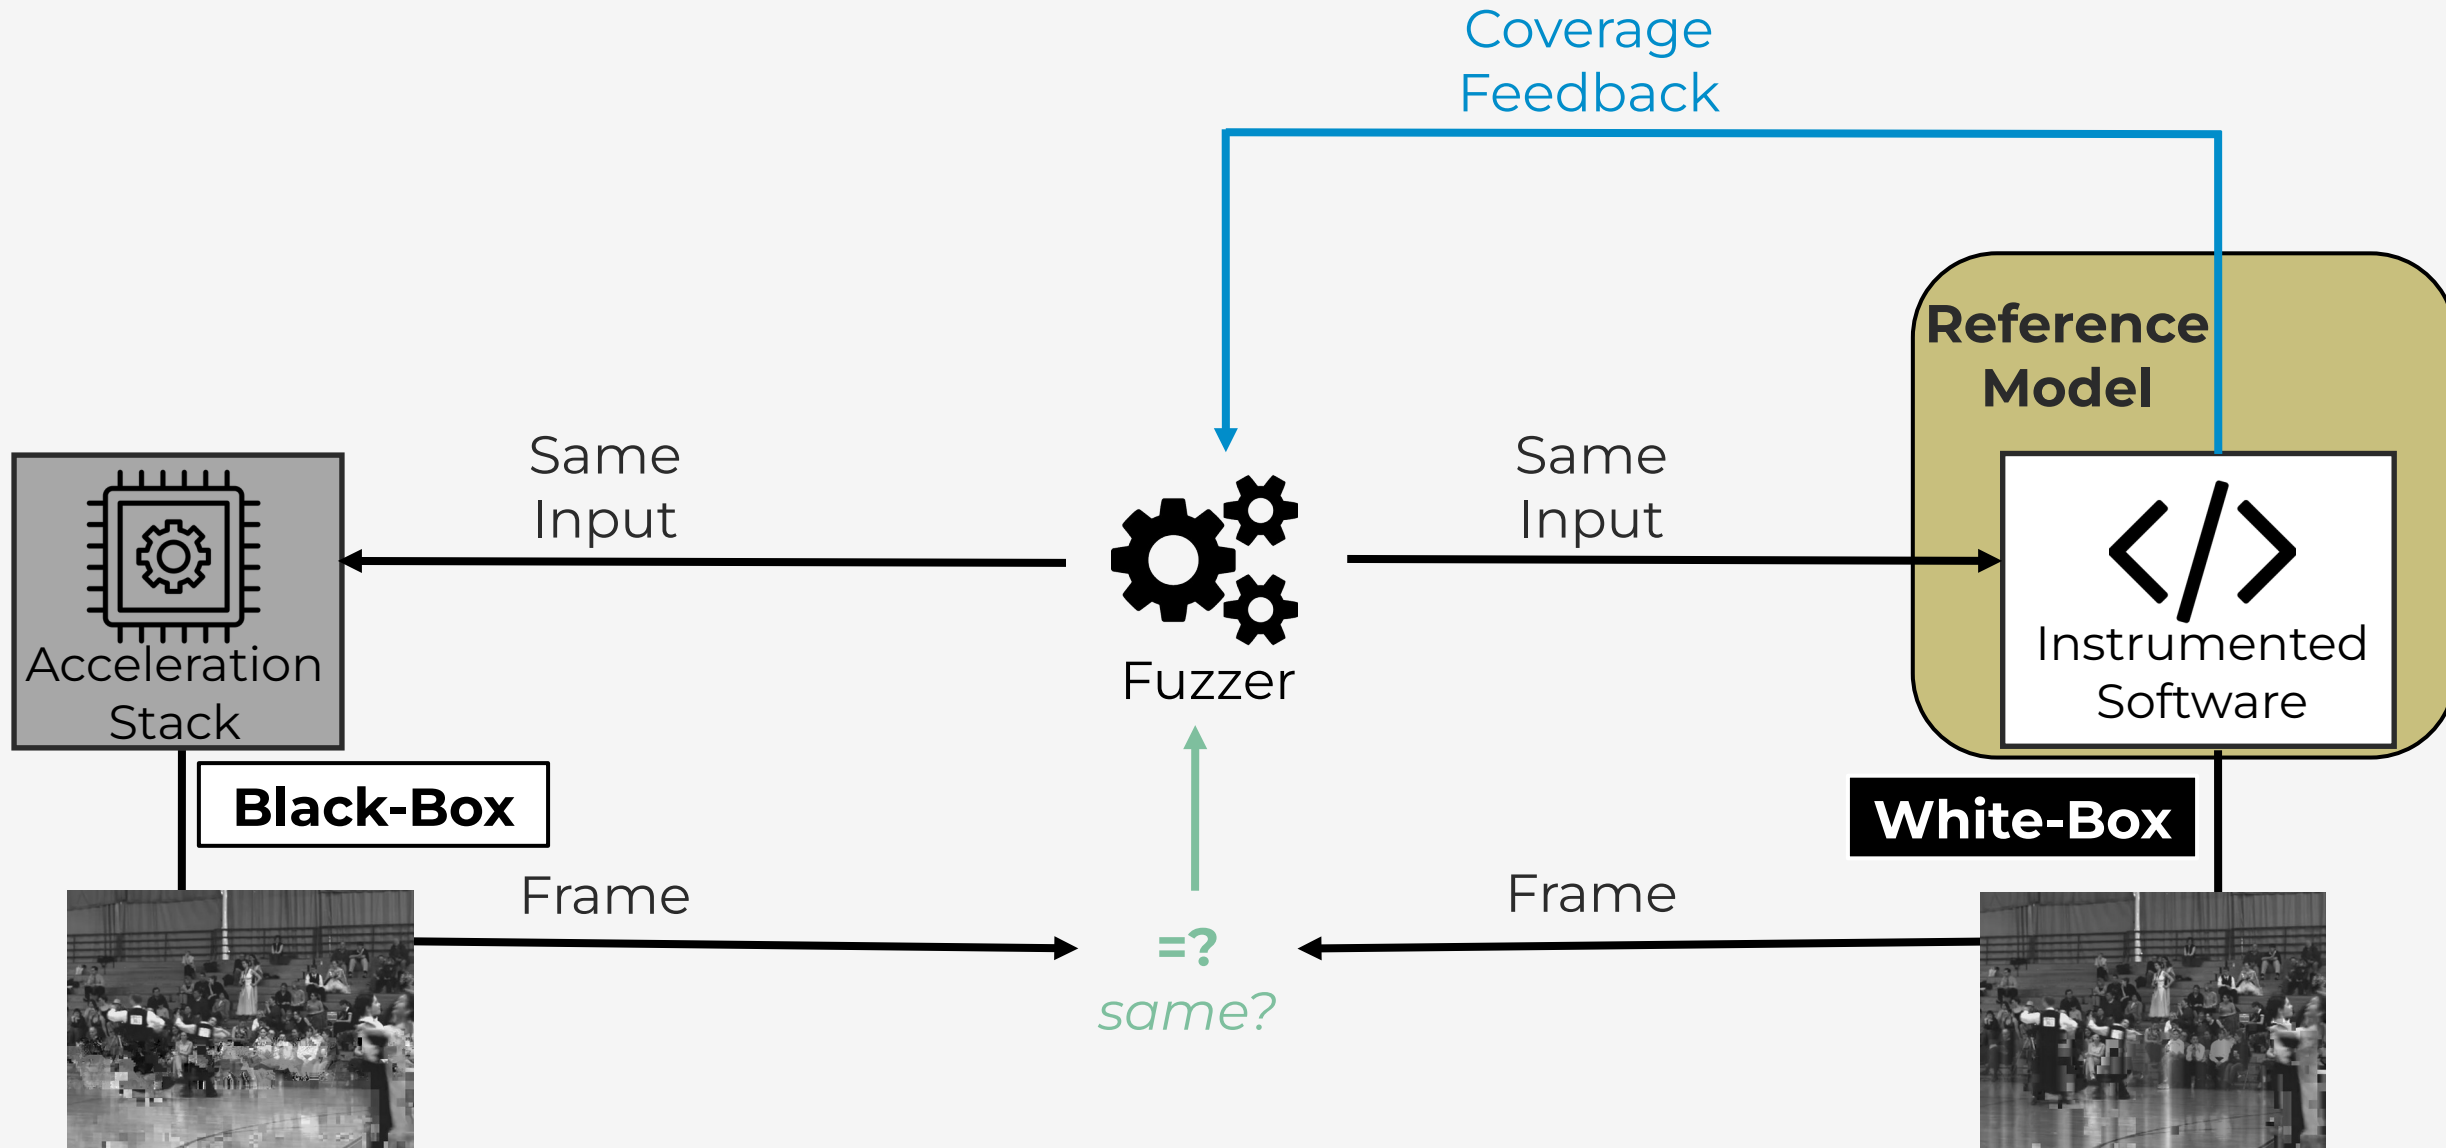 Coverage
Feedback
Reference
Model
Same
Input
Same
Input
Acceleration
Stack
Fuzzer
Instrumented
Software
Black-Box
White-Box
Frame
Frame
=?
same?